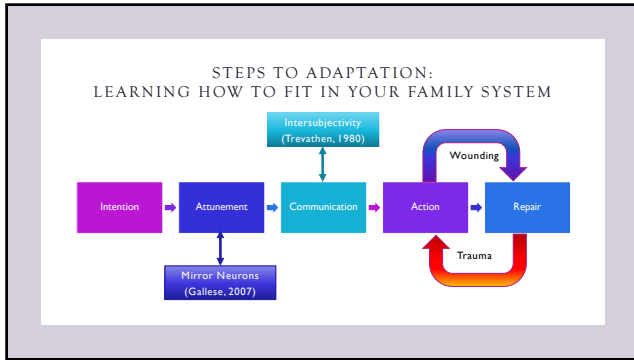 STEPS TO ADAPTATION:
LEARNING HOW TO FIT IN YOUR FAMILY SYSTEM
Intersubjectivity
(Trevathen, 1980)
Wounding
Intention
Attunement
Communication
Action
Repair
Trauma
Mirror Neurons
(Gallese, 2007)